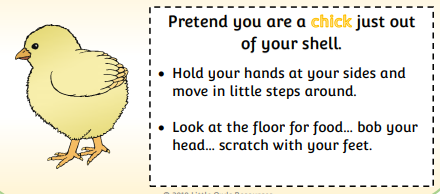 Pretend you are a chick just out
of your shell.
• Hold your hands at your sides and
move in little steps around.
• Look at the floor for food... bob your
head... scratch with your feet.